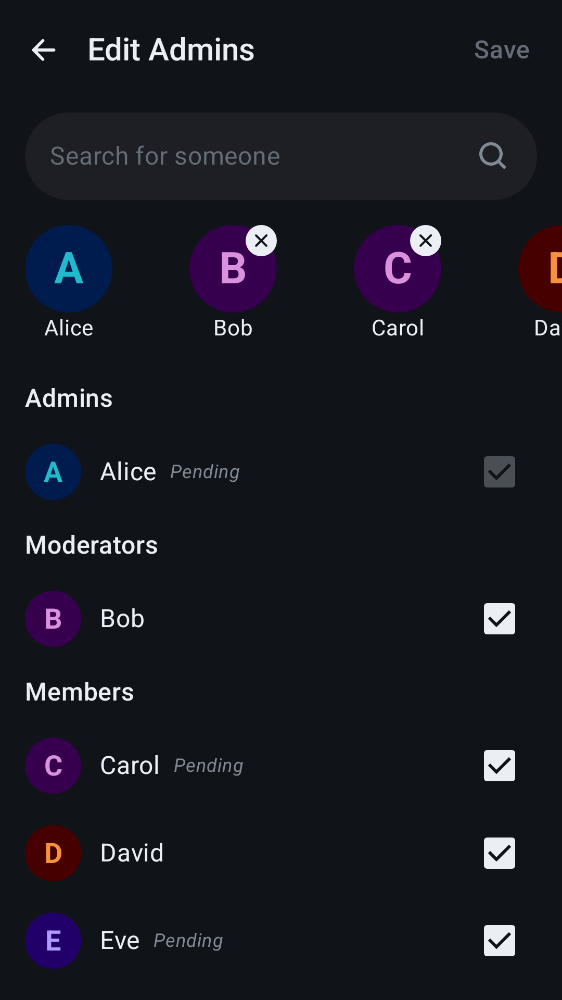 Edit Admins Save
Search for someone
A B C D
Alice Bob Carol Da
Admins
A Alice Pending
Moderators
B Bob
Members
C Carol Pending
D David
E Eve Pending